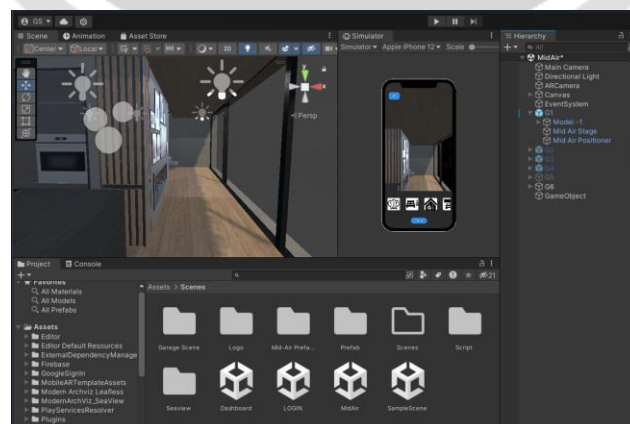 GS
Scene
Animation
Asset Store
Center
Local
2D
Persp
Simulator
Simulator Apple iPhone 12 Scale
Hierarchy
All
MidAir*
Main Camera
Directional Light
ARCamera
Canvas
EventSystem
G1
Model -1
Mid Air Stage
Mid Air Positioner
G2
G3
G4
G5
G6
GameObject
Project
Console
21
Favorites
All Materials
All Models
All Prefabs
Assets
Editor
Editor Default Resources
ExternalDependencyManage
Firebase
GoogleSignIn
MobileARTemplateAssets
Modern Archviz Leafless
ModernArchViz_SeaView
PlayServicesResolver
Plugins
Assets > Scenes
Garage Scene
Logo
Mid-Air Prefa...
Prefab
Scenes
Script
Seaview
Dashboard
LOGIN
MidAir
SampleScene